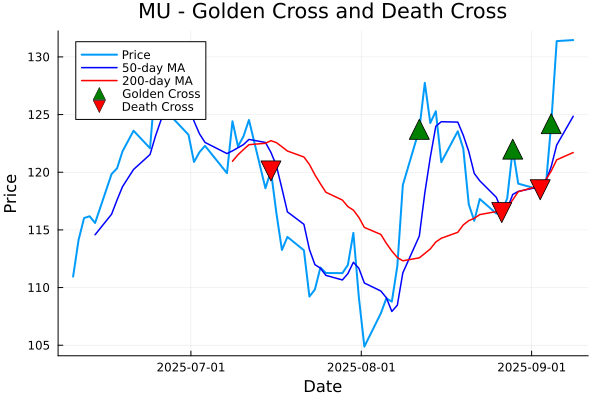 MU - Golden Cross and Death Cross
Price
50-day MA
200-day MA
Golden Cross
Death Cross
130
125
120
115
110
105
Price
2025-07-01
2025-08-01
2025-09-01
Date